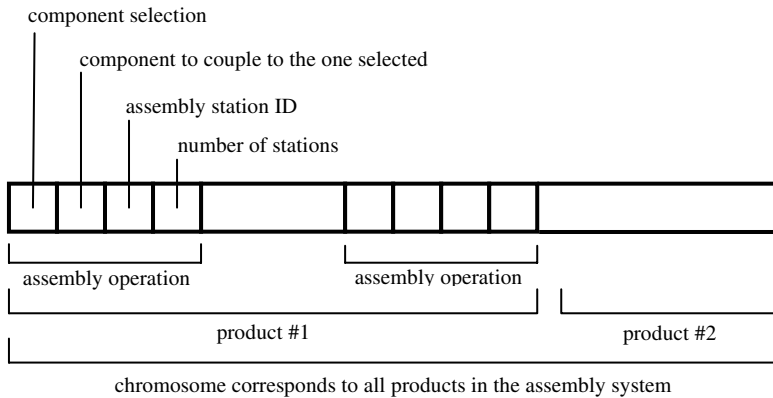 component selection
component to couple to the one selected
assembly station ID
number of stations
assembly operation
assembly operation
product #1
product #2
chromosome corresponds to all products in the assembly system